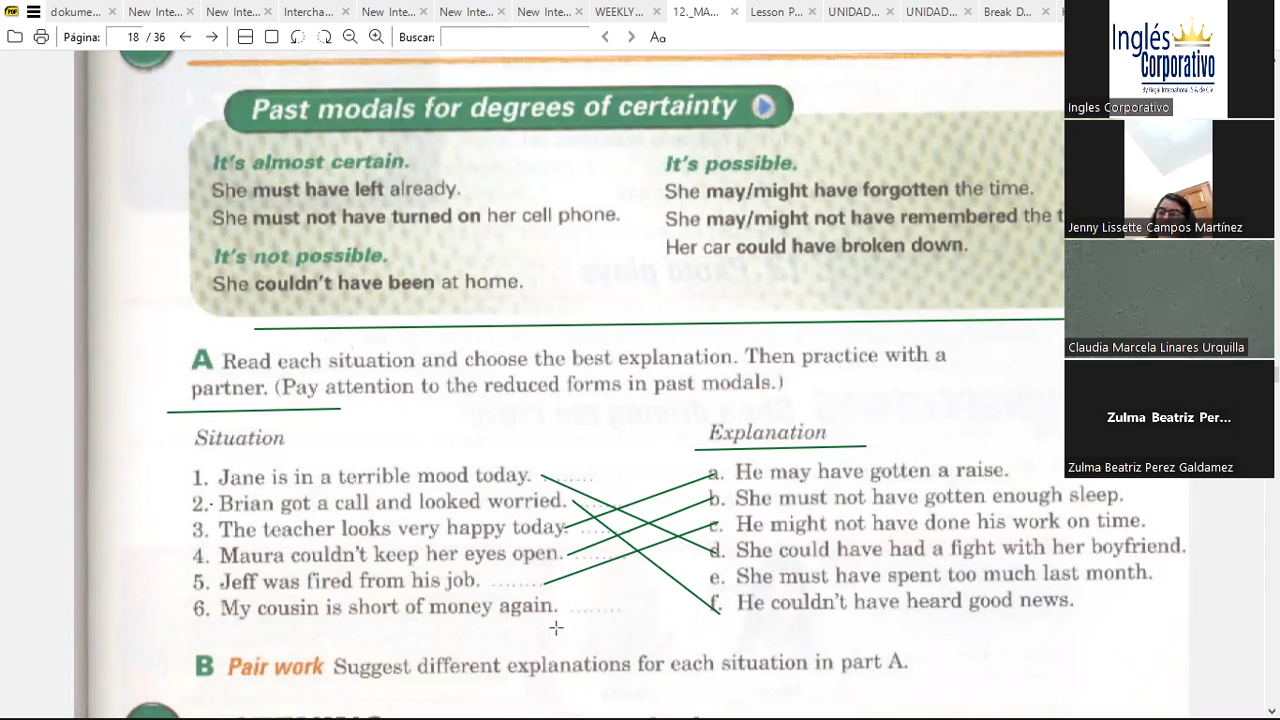 dokume...
New Inte...
New Inte...
Intercha...
New Inte...
New Inte...
New Inte...
WEEKLY...
12._MA...
Lesson P...
UNIDAD...
UNIDAD...
Break D...
Página: 18 / 36
Buscar:
Aa
Past modals for degrees of certainty
It's almost certain.
She must have left already.
She must not have turned on her cell phone.
It's not possible.
She couldn't have been at home.
It's possible.
She may/might have forgotten the time.
She may/might not have remembered the t
Her car could have broken down.
A Read each situation and choose the best explanation. Then practice with a
partner. (Pay attention to the reduced forms in past modals.)
Situation
1. Jane is in a terrible mood today. ........
2. Brian got a call and looked worried. ........
3. The teacher looks very happy today. ........
4. Maura couldn't keep her eyes open. ........
5. Jeff was fired from his job. ........
6. My cousin is short of money again. ........
Explanation
a. He may have gotten a raise.
b. She must not have gotten enough sleep.
c. He might not have done his work on time.
d. She could have had a fight with her boyfriend.
e. She must have spent too much last month.
f. He couldn't have heard good news.
B Pair work Suggest different explanations for each situation in part A.
Inglés
Corporativo
Ingles Corporativo
Jenny Lissette Campos Martínez
Claudia Marcela Linares Urquilla
Zulma Beatriz Per...
Zulma Beatriz Perez Galdamez